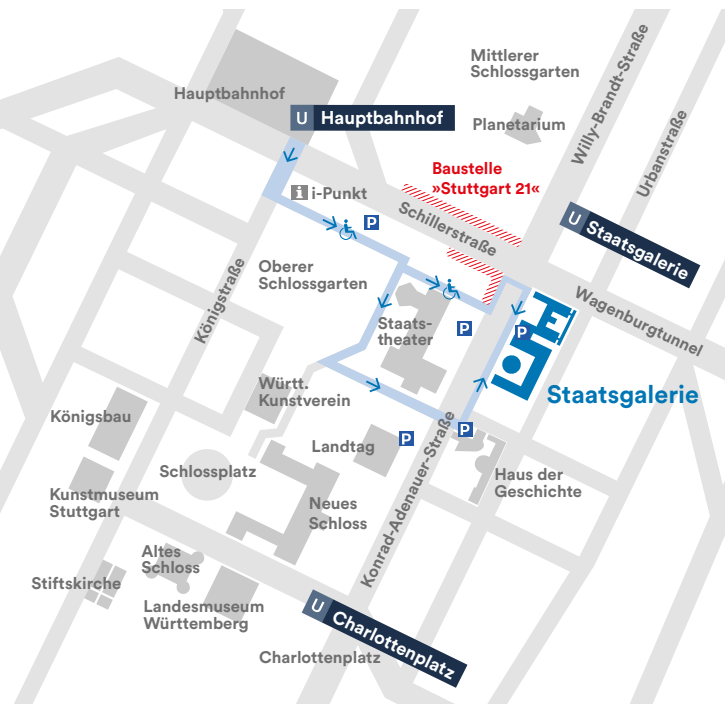 Mittlerer
Schlossgarten
Willy-Brandt-Straße
Hauptbahnhof
U Hauptbahnhof
Planetarium
Urbanstraße
Baustelle
»Stuttgart 21«
i i-Punkt
P
Schillerstraße
U Staatsgalerie
Oberer
Schlossgarten
Königstraße
Wagenburgtunnel
Staats-
theater
P
P
Württ.
Kunstverein
Staatsgalerie
Königsbau
P
P
Landtag
Konrad-Adenauer-Straße
Schlossplatz
Haus der
Geschichte
Kunstmuseum
Stuttgart
Neues
Schloss
Altes
Schloss
Stiftskirche
Landesmuseum
Württemberg
U Charlottenplatz
Charlottenplatz